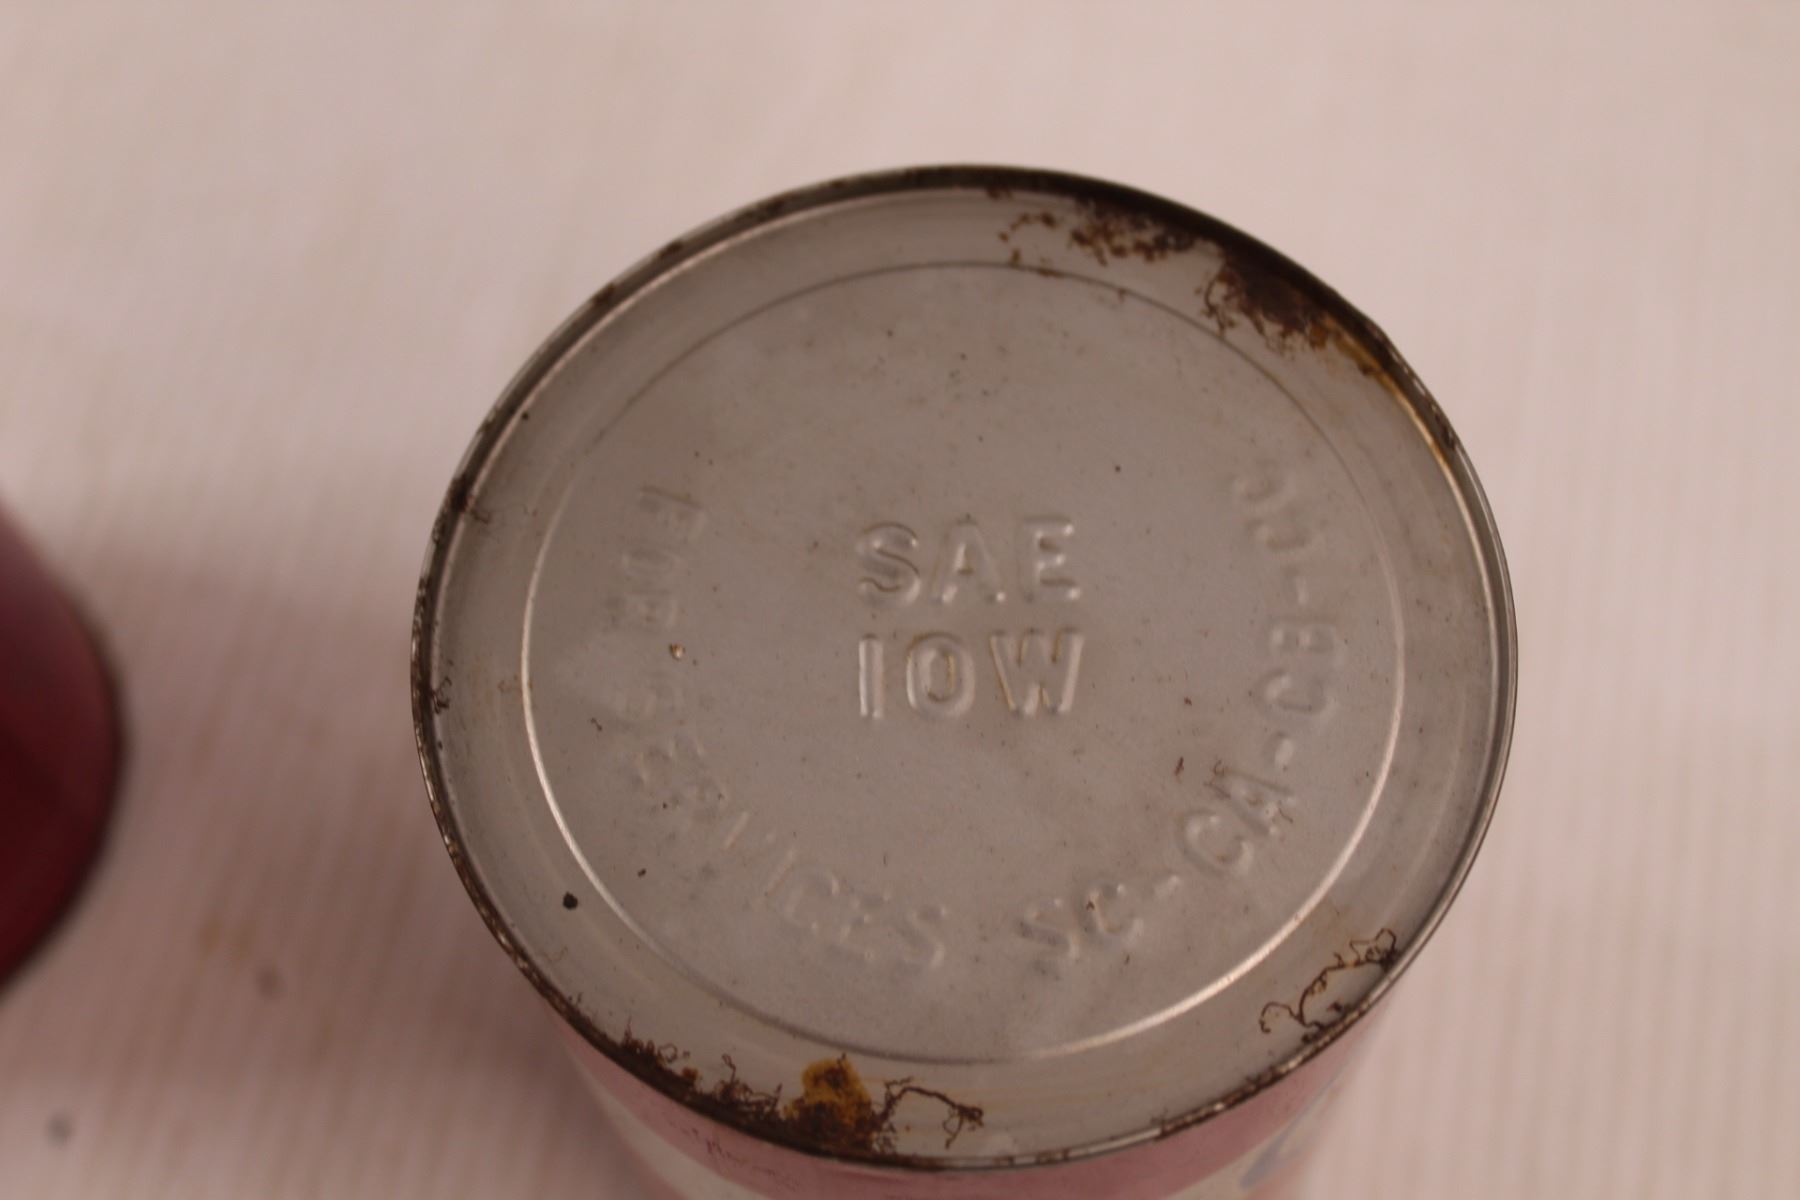 SAE
10W
FOR SERVICES SC-CA-CB-CC